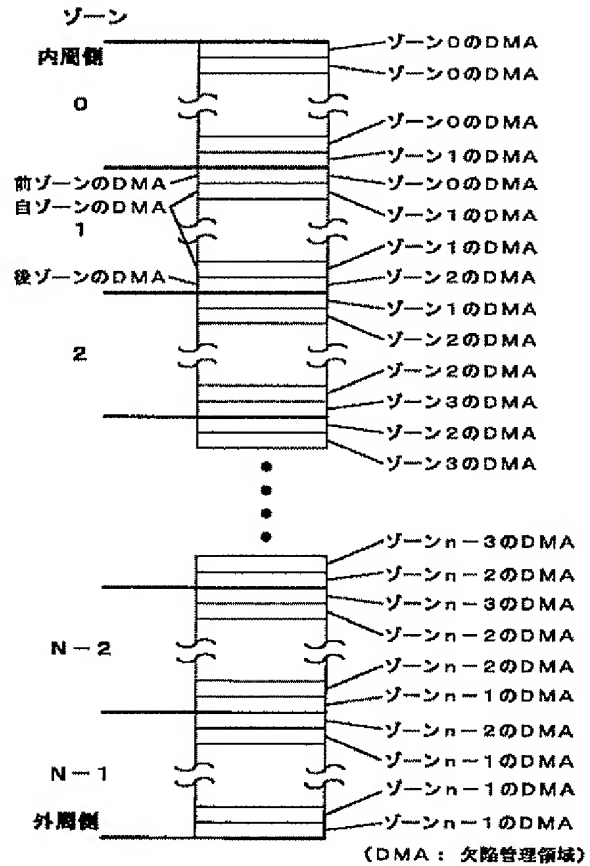 ゾーン
内周側
0
前ゾーンのDMA
自ゾーンのDMA
1
後ゾーンのDMA
2
N-2
N-1
外周側
ゾーン0のDMA
ゾーン0のDMA
ゾーン0のDMA
ゾーン1のDMA
ゾーン0のDMA
ゾーン1のDMA
ゾーン1のDMA
ゾーン2のDMA
ゾーン1のDMA
ゾーン2のDMA
ゾーン2のDMA
ゾーン3のDMA
ゾーン2のDMA
ゾーン3のDMA
ゾーンn-3のDMA
ゾーンn-2のDMA
ゾーンn-3のDMA
ゾーンn-2のDMA
ゾーンn-2のDMA
ゾーンn-1のDMA
ゾーンn-2のDMA
ゾーンn-1のDMA
ゾーンn-1のDMA
ゾーンn-1のDMA
(DMA: 欠陥管理領域)